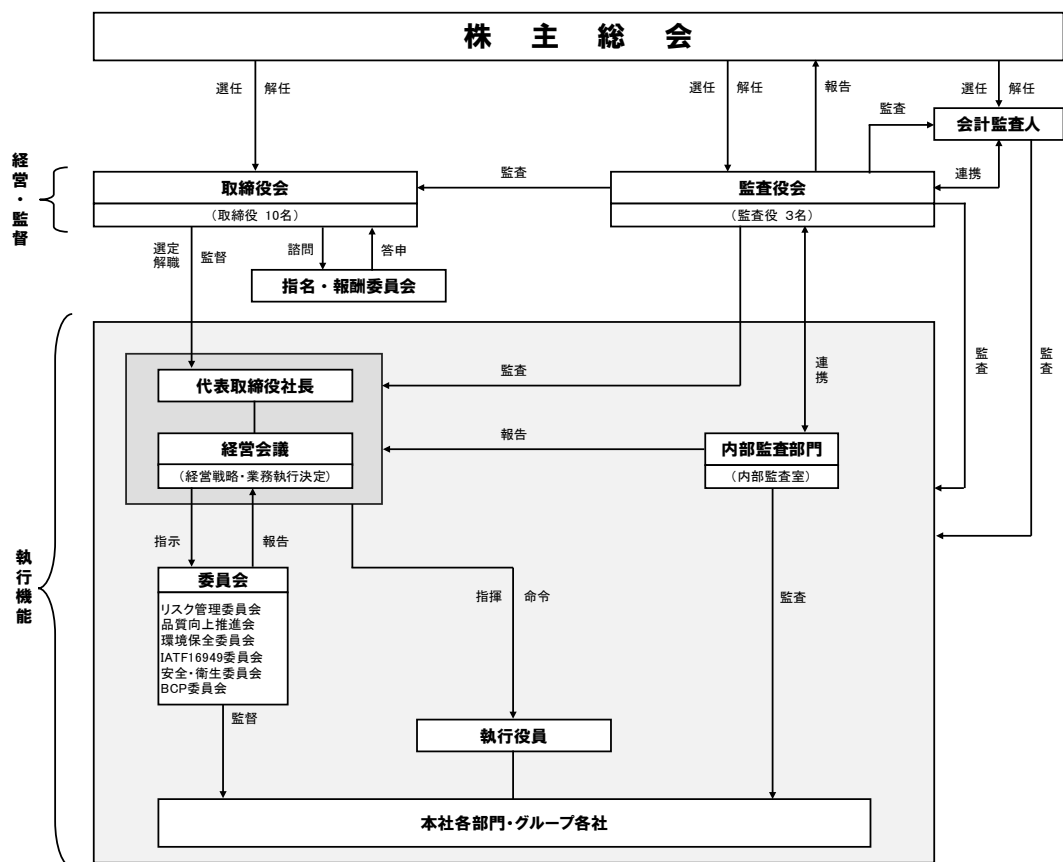 株 主 総 会
選任 解任
選任 解任
報告
選任 解任
監査
会計監査人
経営・監督
取締役会
(取締役 10名)
監査
監査役会
(監査役 3名)
連携
選定
解職
監督
諮問
答申
指名・報酬委員会
代表取締役社長
監査
連携
監査
監査
経営会議
(経営戦略・業務執行決定)
報告
内部監査部門
(内部監査室)
執行機能
指示
報告
委員会
リスク管理委員会
品質向上推進会
環境保全委員会
IATF16949委員会
安全・衛生委員会
BCP委員会
指揮 命令
監査
監督
執行役員
本社各部門・グループ各社